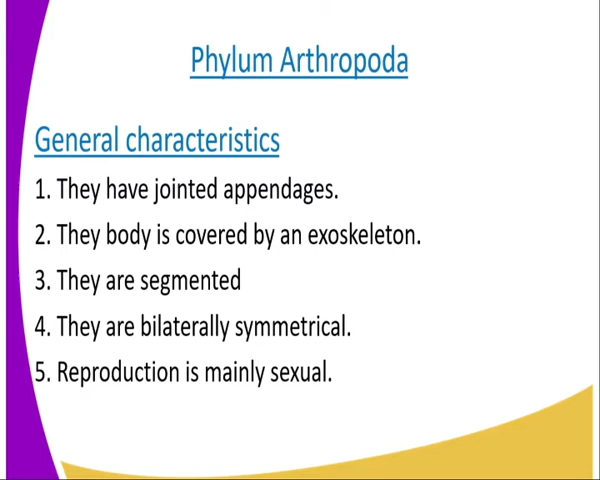 Phylum Arthropoda
General characteristics
1. They have jointed appendages.
2. They body is covered by an exoskeleton.
3. They are segmented
4. They are bilaterally symmetrical.
5. Reproduction is mainly sexual.